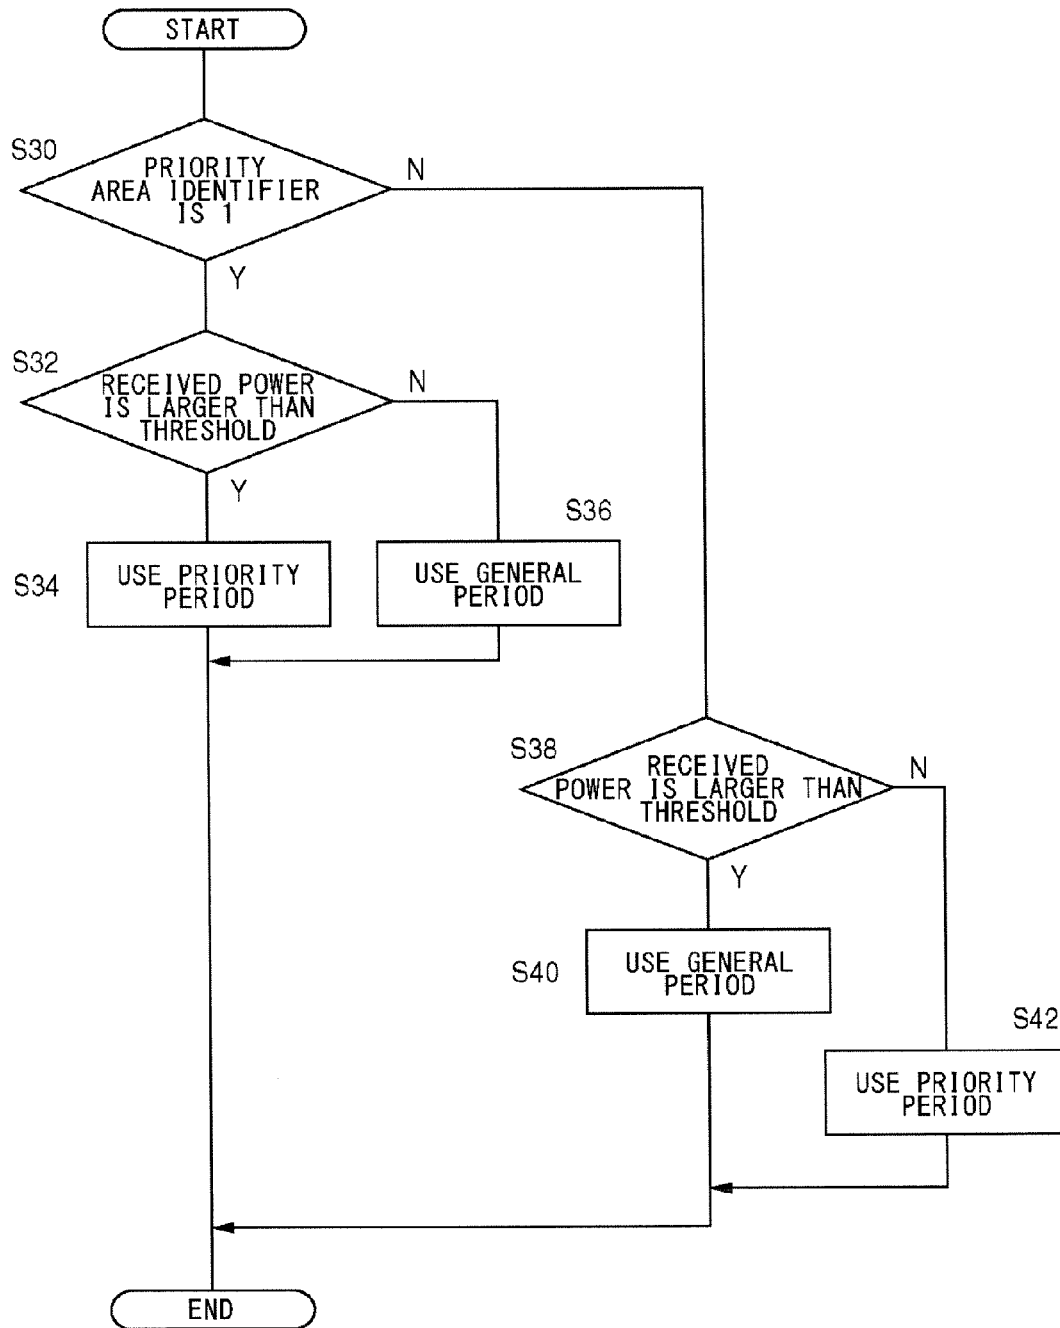 START
S30
PRIORITY
AREA IDENTIFIER
IS 1
N
Y
S32
RECEIVED POWER
IS LARGER THAN
THRESHOLD
N
Y
S34
USE PRIORITY
PERIOD
S36
USE GENERAL
PERIOD
S38
RECEIVED
POWER IS LARGER THAN
THRESHOLD
N
Y
S40
USE GENERAL
PERIOD
S42
USE PRIORITY
PERIOD
END